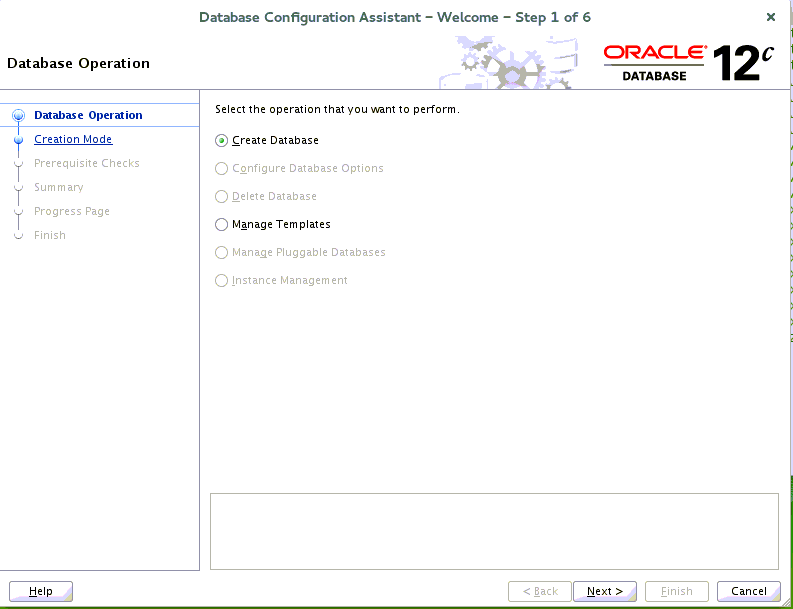 Database Configuration Assistant – Welcome – Step 1 of 6
Database Operation
ORACLE
DATABASE
12c
Database Operation
Creation Mode
Prerequisite Checks
Summary
Progress Page
Finish
Select the operation that you want to perform.
Create Database
Configure Database Options
Delete Database
Manage Templates
Manage Pluggable Databases
Instance Management
Help
< Back
Next >
Finish
Cancel